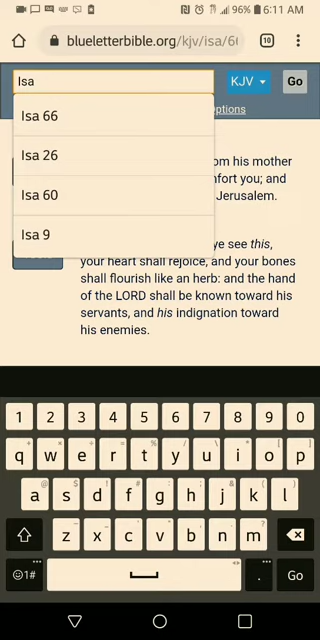 96% 6:11 AM
blueletterbible.org/kjv/isa/6
10
Isa
KJV
Go
Options
Isa 66
Isa 26
Isa 60
Isa 9
om his mother
fort you; and
Jerusalem.
ye see this,
your heart shall rejoice, and your bones
shall flourish like an herb: and the hand
of the LORD shall be known toward his
servants, and his indignation toward
his enemies.
1 2 3 4 5 6 7 8 9 0
q w e r t y u i o p
a s d f g h j k l
z x c v b n m
☺1# . Go